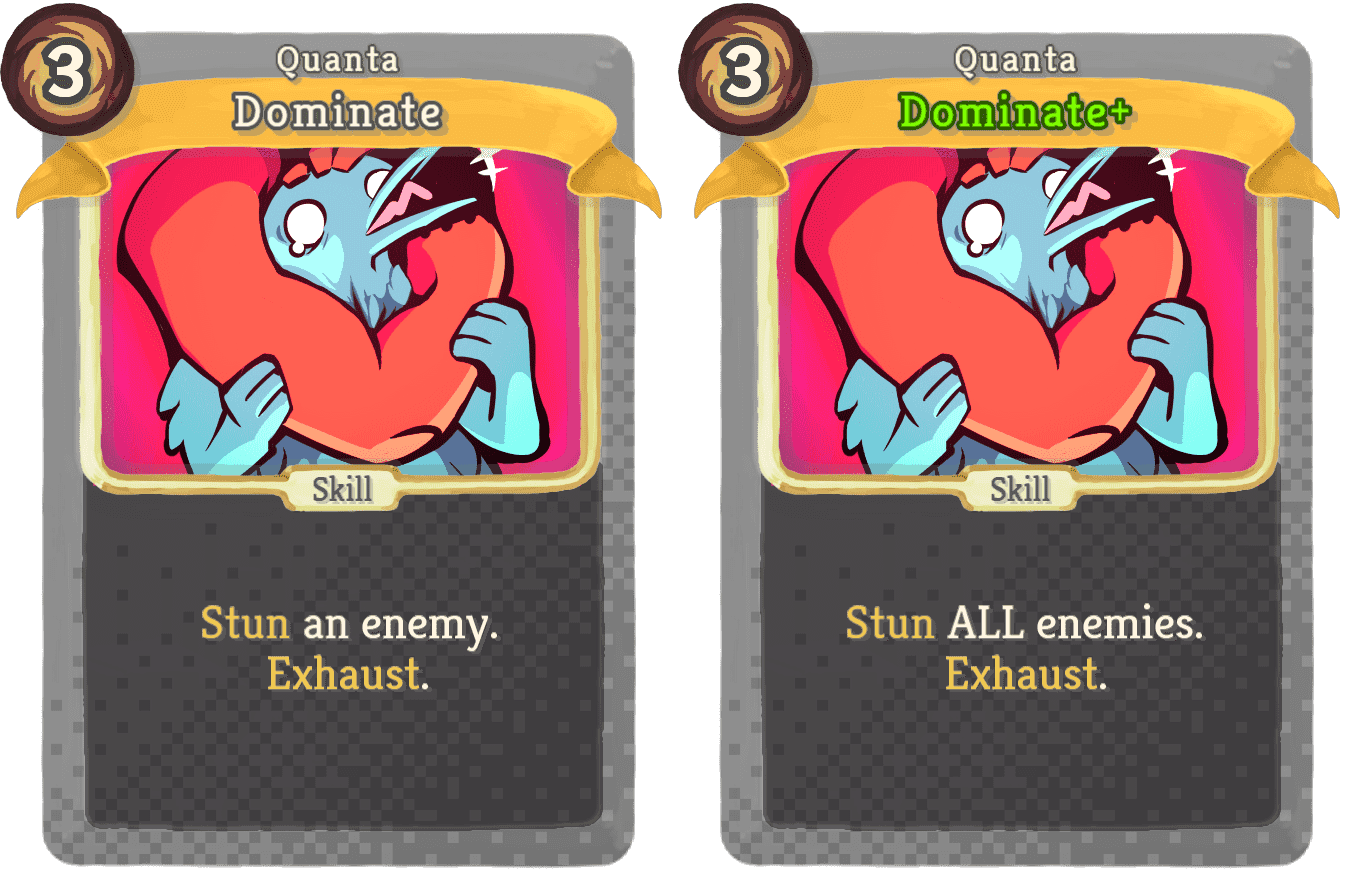 3
Quanta
Dominate
Skill
Stun an enemy.
Exhaust.
3
Quanta
Dominate+
Skill
Stun ALL enemies.
Exhaust.